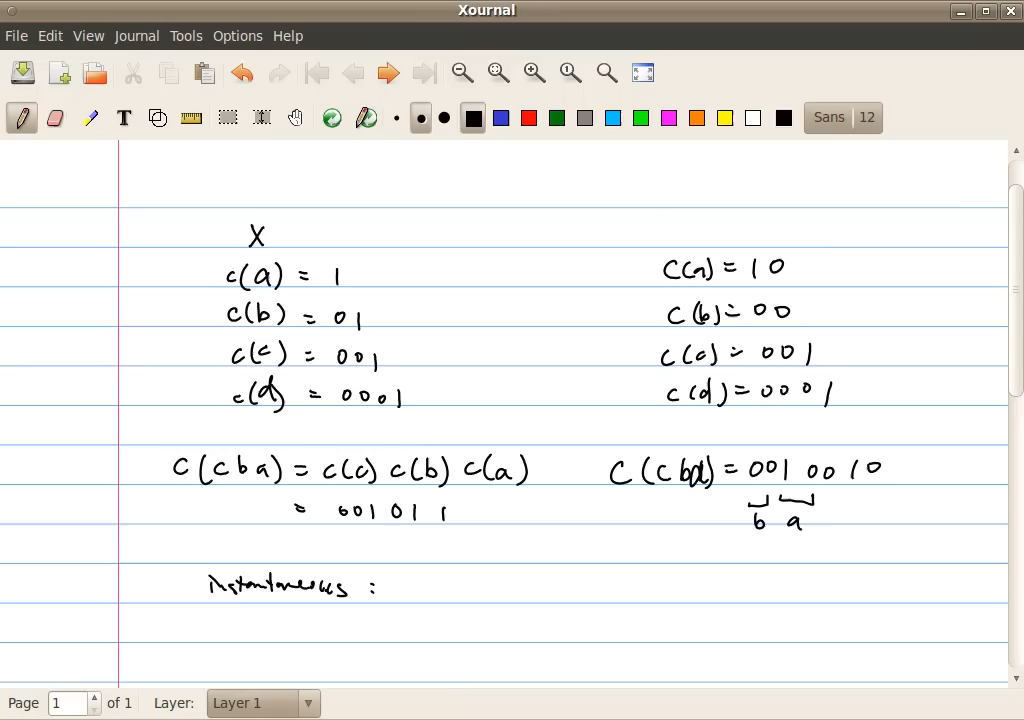 Xournal
File Edit View Journal Tools Options Help
T Sans 12
X
c(a) = 1
c(b) = 01
c(c) = 001
c(d) = 0001
C(a) = 10
C(b) = 00
C(c) = 001
C(d) = 0001
C(cba) = c(c) c(b) c(a)
= 001 01 1
C(cba) = 001 00 10
b a
instantaneous :
Page 1 of 1 Layer: Layer 1